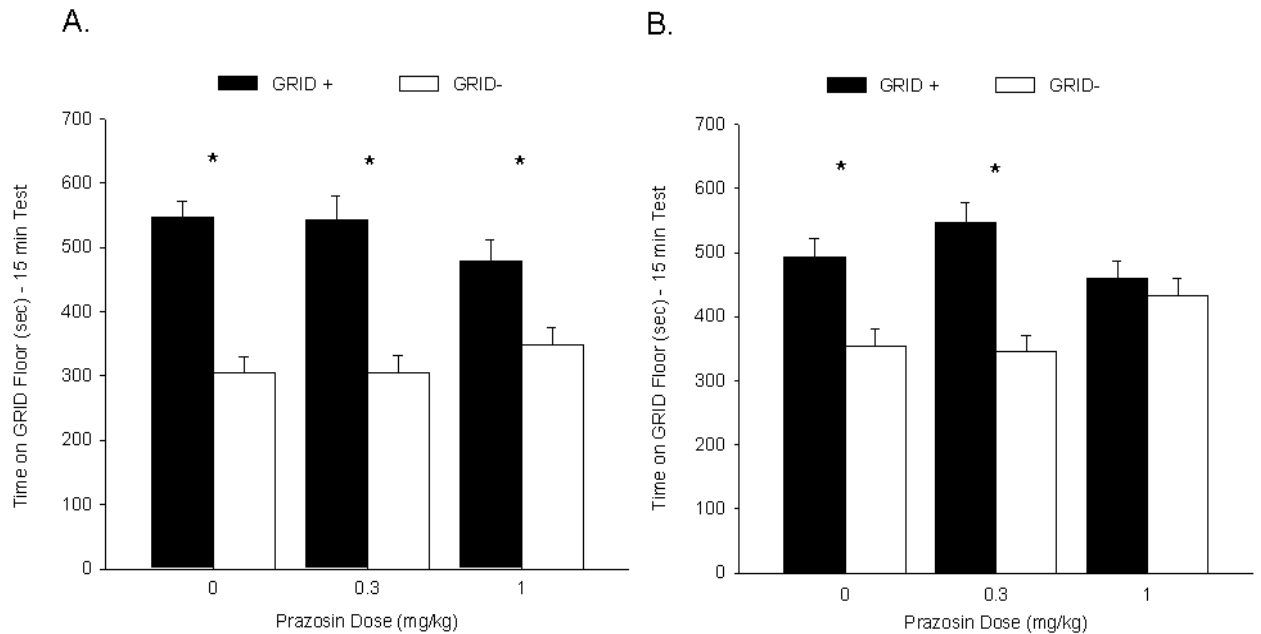 A.
GRID + GRID-
700
600
500
400
300
200
100
0
* * *
0 0.3 1
Prazosin Dose (mg/kg)
Time on GRID Floor (sec) - 15 min Test
B.
GRID + GRID-
700
600
500
400
300
200
100
0
* *
0 0.3 1
Prazosin Dose (mg/kg)
Time on GRID Floor (sec) - 15 min Test